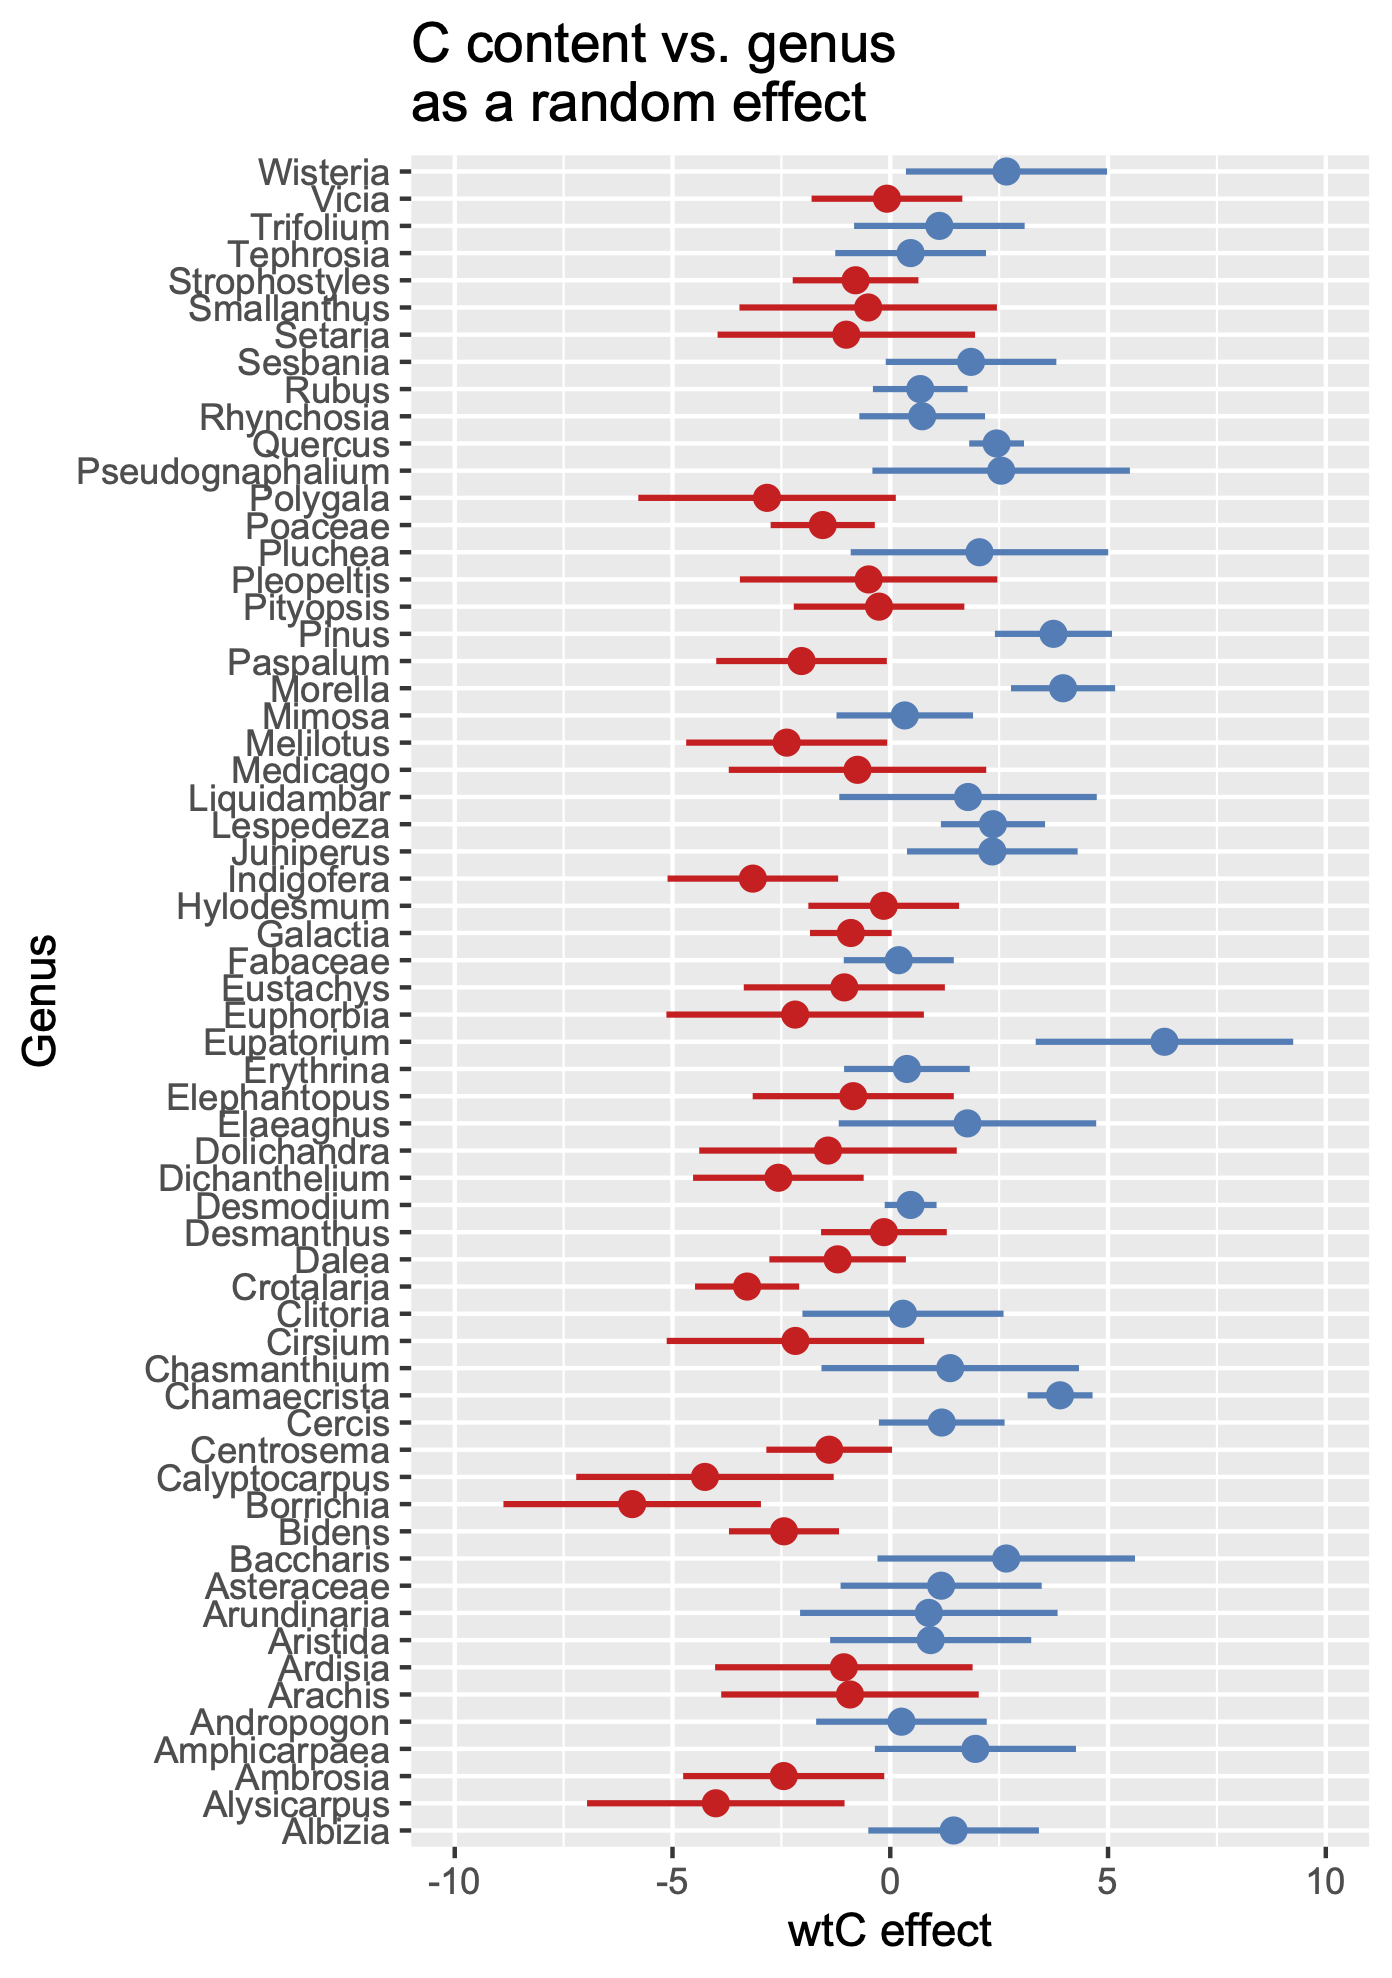 C content vs. genus
as a random effect
Wisteria
Vicia
Trifolium
Tephrosia
Strophostyles
Smallanthus
Setaria
Sesbania
Rubus
Rhynchosia
Quercus
Pseudognaphalium
Polygala
Poaceae
Pluchea
Pleopeltis
Pityopsis
Pinus
Paspalum
Morella
Mimosa
Melilotus
Medicago
Liquidambar
Lespedeza
Juniperus
Indigofera
Hylodesmum
Galactia
Fabaceae
Eustachys
Euphorbia
Eupatorium
Erythrina
Elephantopus
Elaeagnus
Dolichandra
Dichanthelium
Desmodium
Desmanthus
Dalea
Crotalaria
Clitoria
Cirsium
Chasmanthium
Chamaecrista
Cercis
Centrosema
Calyptocarpus
Borrichia
Bidens
Baccharis
Asteraceae
Arundinaria
Aristida
Ardisia
Arachis
Andropogon
Amphicarpaea
Ambrosia
Alysicarpus
Albizia
Genus
-10 -5 0 5 10
wtC effect